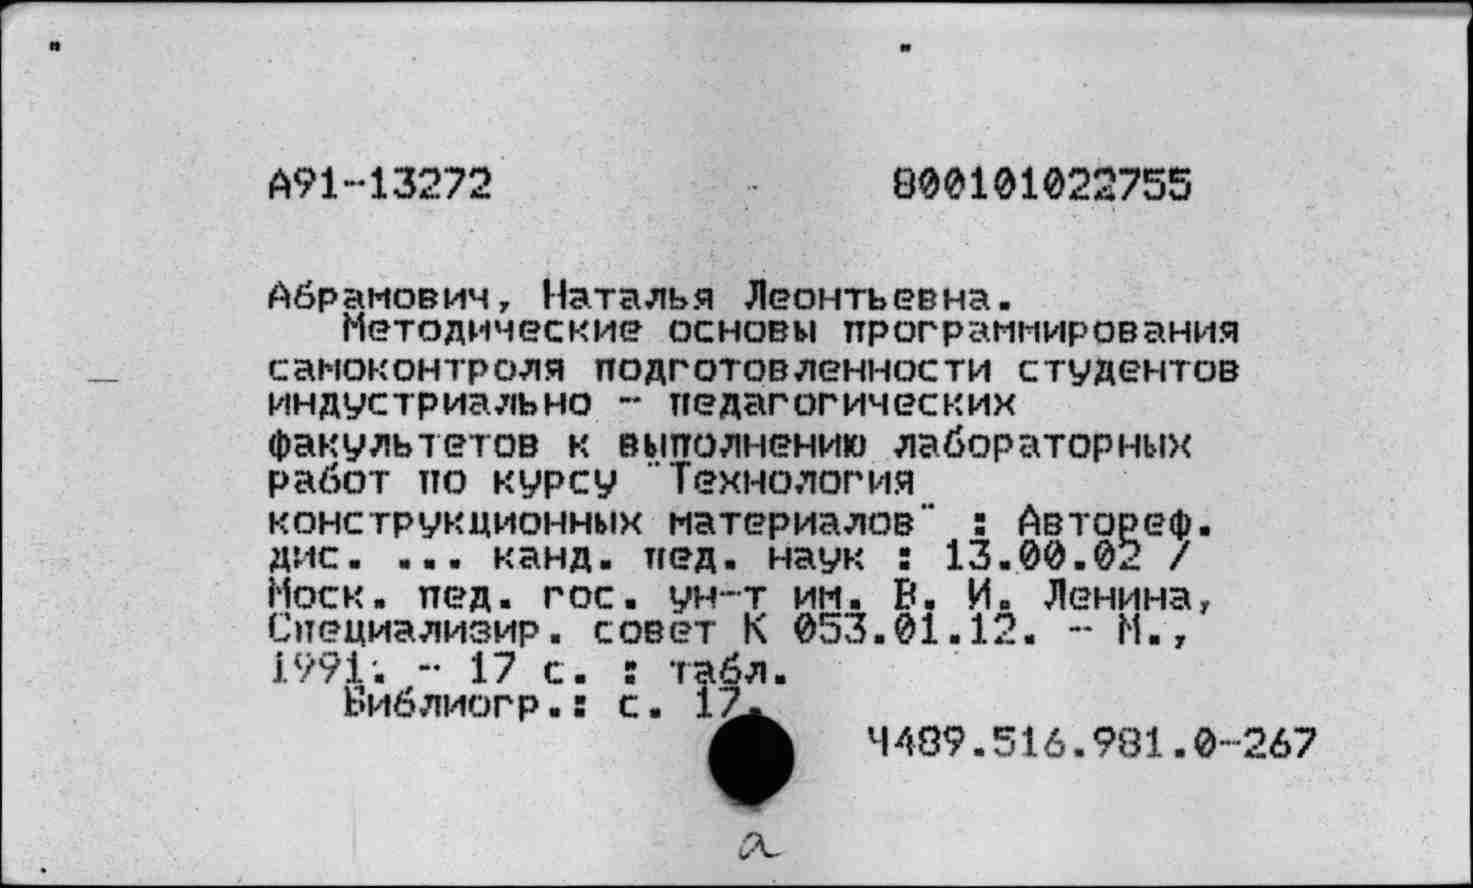 А91-13272 800101022755
Абрамович, Наталья Леонтьевна.
Методические основы программирования
самоконтроля подготовленности студентов
индустриально - педагогических
факультетов к выполнению лабораторных
работ по курсу "Технология
конструкционных материалов" : Автореф.
дис. ... канд. пед. наук : 13.00.02 /
Моск. пед. гос. ун-т им. В. И. Ленина,
Специализир. совет К 053.01.12. - М.,
1991. - 17 с. : табл.
Библиогр.: с. 17.
Ч489.516.981.0-267
а